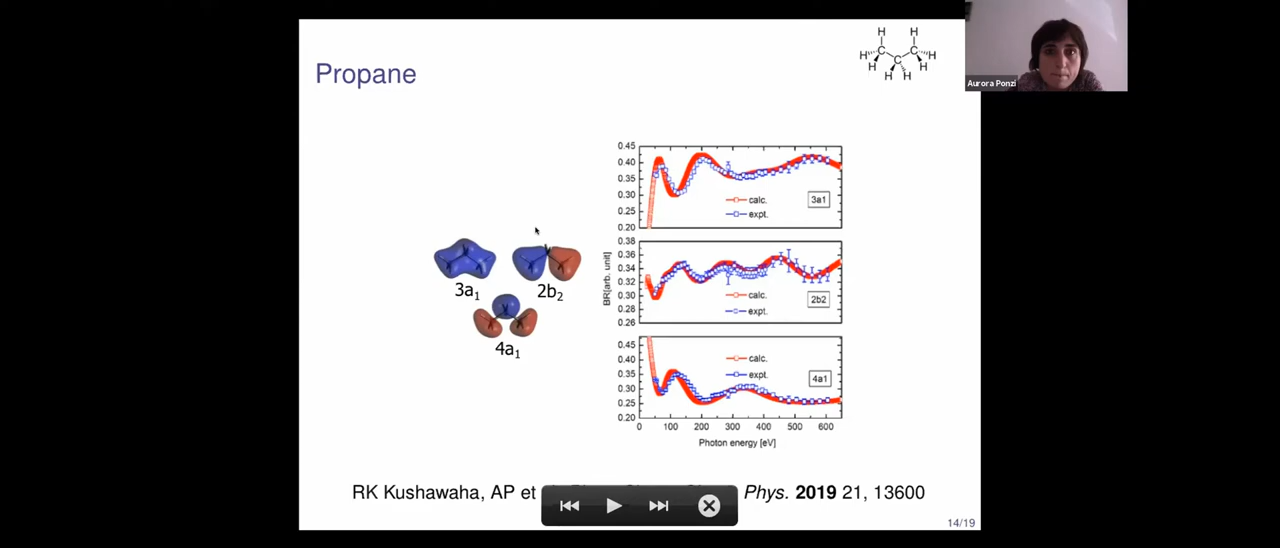 Propane
H H
H C C H
H C H
H H
Aurora Ponzi
3a1
2b2
4a1
BR[arb. unit]
0.45
0.40
0.35
0.30
0.25
0.20
calc.
expt.
3a1
0.38
0.36
0.34
0.32
0.30
0.28
0.26
calc.
expt.
2b2
0.45
0.40
0.35
0.30
0.25
0.20
calc.
expt.
4a1
0 100 200 300 400 500 600
Photon energy [eV]
RK Kushawaha, AP et Phys. 2019 21, 13600
14/19